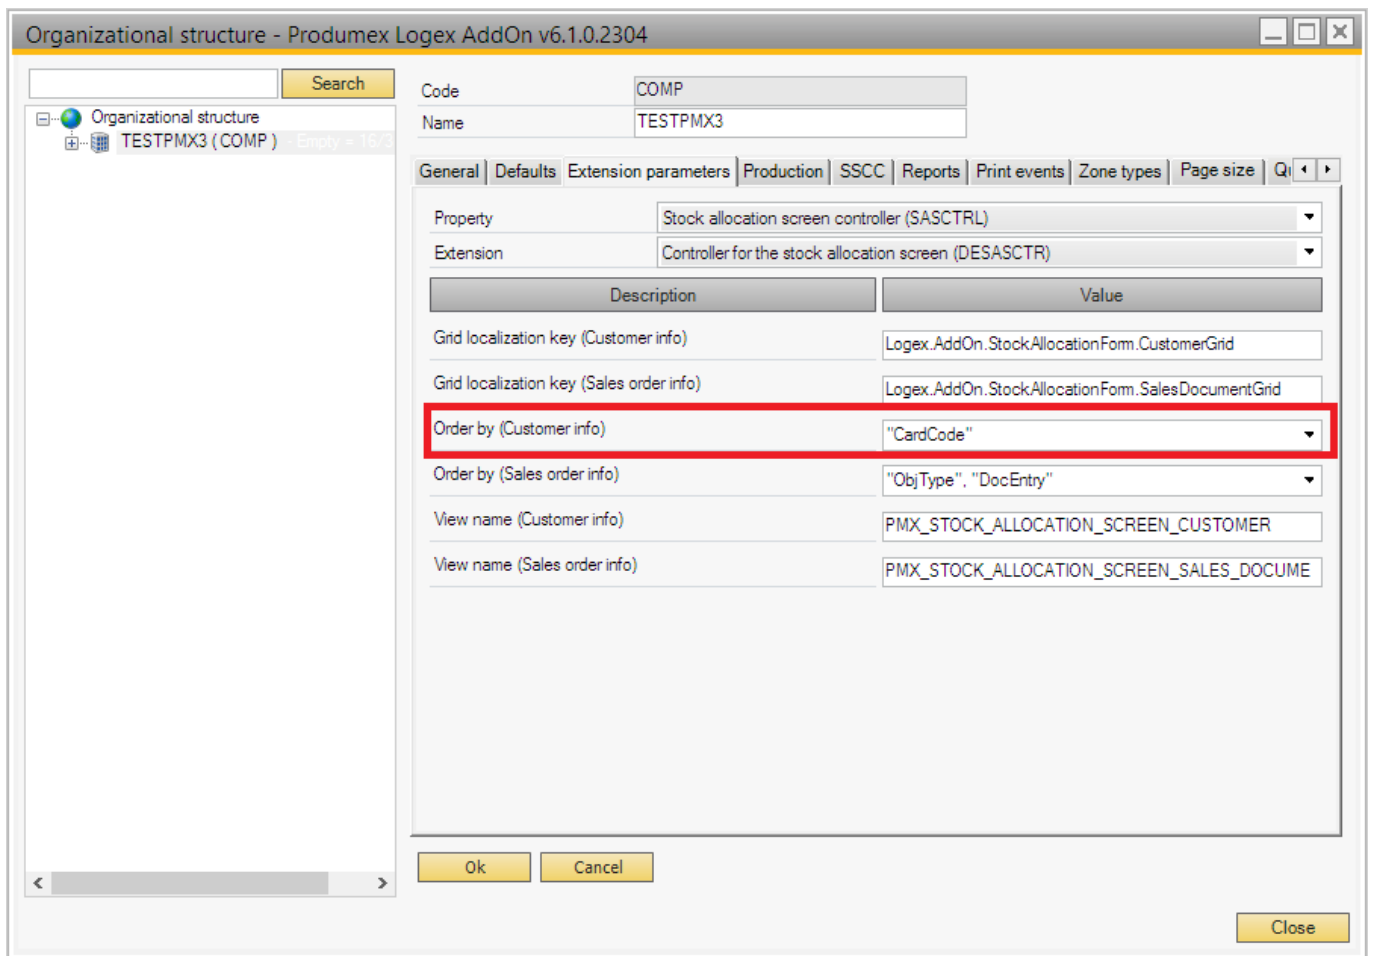 Organizational structure - Produmex Logex AddOn v6.1.0.2304
Search
Organizational structure
TESTPMX3 ( COMP ) - Empty = 16/3
Code COMP
Name TESTPMX3
General Defaults Extension parameters Production SSCC Reports Print events Zone types Page size
Property Stock allocation screen controller (SASCTRL)
Extension Controller for the stock allocation screen (DESASCTR)
Description Value
Grid localization key (Customer info) Logex.AddOn.StockAllocationForm.CustomerGrid
Grid localization key (Sales order info) Logex.AddOn.StockAllocationForm.SalesDocumentGrid
Order by (Customer info) "CardCode"
Order by (Sales order info) "ObjType", "DocEntry"
View name (Customer info) PMX_STOCK_ALLOCATION_SCREEN_CUSTOMER
View name (Sales order info) PMX_STOCK_ALLOCATION_SCREEN_SALES_DOCUME
Ok Cancel
Close